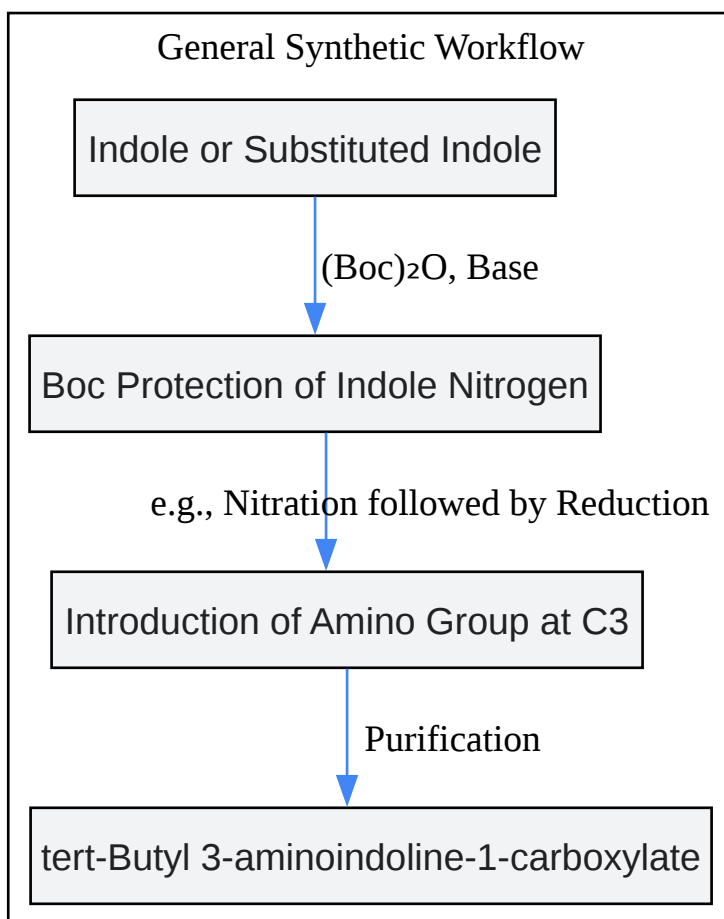 General Synthetic Workflow
Indole or Substituted Indole
(Boc)₂O, Base
Boc Protection of Indole Nitrogen
e.g., Nitration followed by Reduction
Introduction of Amino Group at C3
Purification
tert-Butyl 3-aminoindoline-1-carboxylate